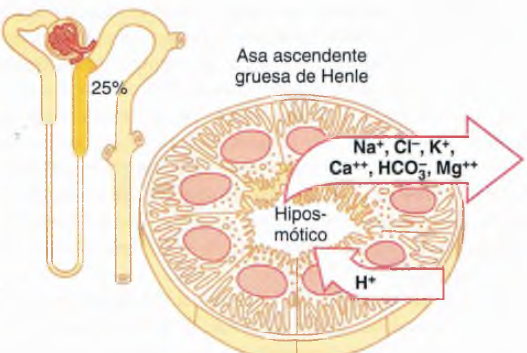 25%
Asa ascendente
gruesa de Henle
Na⁺, Cl⁻, K⁺,
Ca⁺⁺, HCO₃⁻, Mg⁺⁺
Hipos-
mótico
H⁺